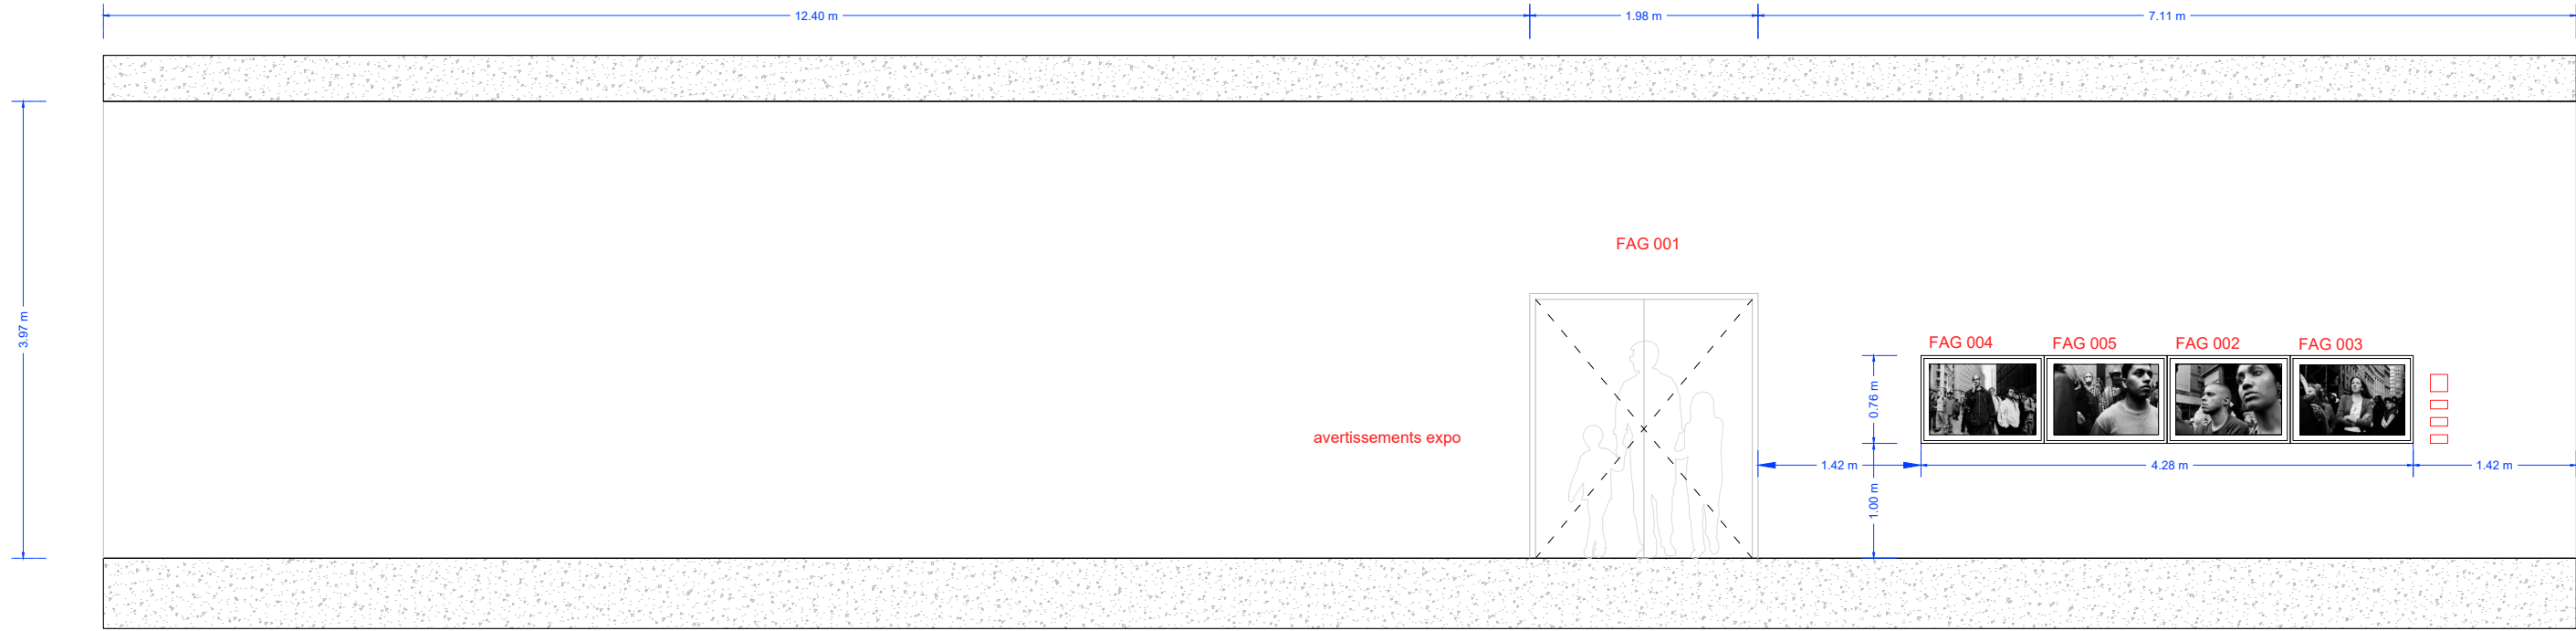 12.40 m
1.98 m
7.11 m
3.97 m
FAG 001
FAG 004
FAG 005
FAG 002
FAG 003
0.76 m
avertissements expo
1.42 m
4.28 m
1.42 m
1.00 m